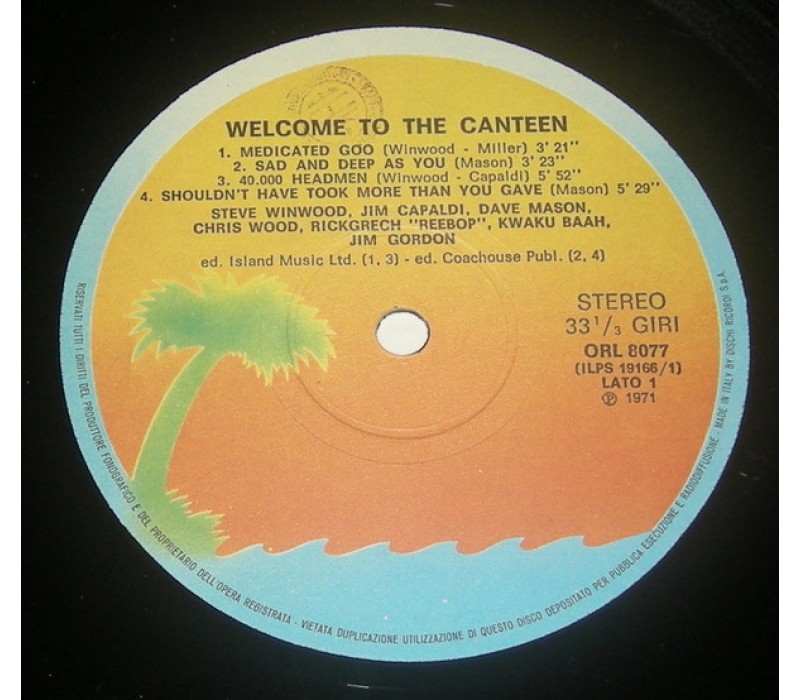 WELCOME TO THE CANTEEN
1. MEDICATED GOO (Winwood - Miller) 3' 21''
2. SAD AND DEEP AS YOU (Mason) 3' 23''
3. 40.000 HEADMEN (Winwood - Capaldi) 5' 52''
4. SHOULDN'T HAVE TOOK MORE THAN YOU GAVE (Mason) 5' 29''
STEVE WINWOOD, JIM CAPALDI, DAVE MASON,
CHRIS WOOD, RICKGRECH "REEBOP", KWAKU BAAH,
JIM GORDON
ed. Island Music Ltd. (1, 3) - ed. Coachouse Publ. (2, 4)
STEREO
33 1/3 GIRI
ORL 8077
(ILPS 19166/1)
LATO 1
℗ 1971
RISERVATI TUTTI I DIRITTI DEL PRODUTTORE FONOGRAFICO E DEL PROPRIETARIO DELL'OPERA REGISTRATA - VIETATA DUPLICAZIONE UTILIZZAZIONE DI QUESTO DISCO DEPOSITATO PER PUBBLICA ESECUZIONE E RADIODIFFUSIONE - MADE IN ITALY BY DISCHI RICORDI S.P.A.